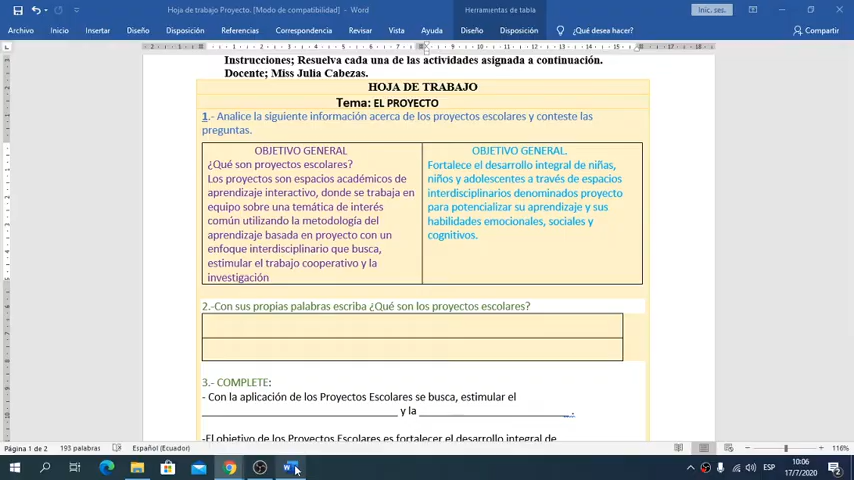 Hoja de trabajo Proyecto. [Modo de compatibilidad] - Word
Herramientas de tabla
Inic. ses.
Archivo Inicio Insertar Diseño Disposición Referencias Correspondencia Revisar Vista Ayuda Diseño Disposición ¿Qué desea hacer? Compartir
Instrucciones; Resuelva cada una de las actividades asignada a continuación.
Docente; Miss Julia Cabezas.
HOJA DE TRABAJO
Tema: EL PROYECTO
1.- Analice la siguiente información acerca de los proyectos escolares y conteste las
preguntas.
OBJETIVO GENERAL
¿Qué son proyectos escolares?
Los proyectos son espacios académicos de
aprendizaje interactivo, donde se trabaja en
equipo sobre una temática de interés
común utilizando la metodología del
aprendizaje basada en proyecto con un
enfoque interdisciplinario que busca,
estimular el trabajo cooperativo y la
investigación
OBJETIVO GENERAL.
Fortalece el desarrollo integral de niñas,
niños y adolescentes a través de espacios
interdisciplinarios denominados proyecto
para potencializar su aprendizaje y sus
habilidades emocionales, sociales y
cognitivos.
2.-Con sus propias palabras escriba ¿Qué son los proyectos escolares?
3.- COMPLETE:
- Con la aplicación de los Proyectos Escolares se busca, estimular el
__________________ y la __________________ .
-El objetivo de los Proyectos Escolares es fortalecer el desarrollo integral de
Página 1 de 2 193 palabras Español (Ecuador) 116%
ESP
10:06
17/7/2020
2